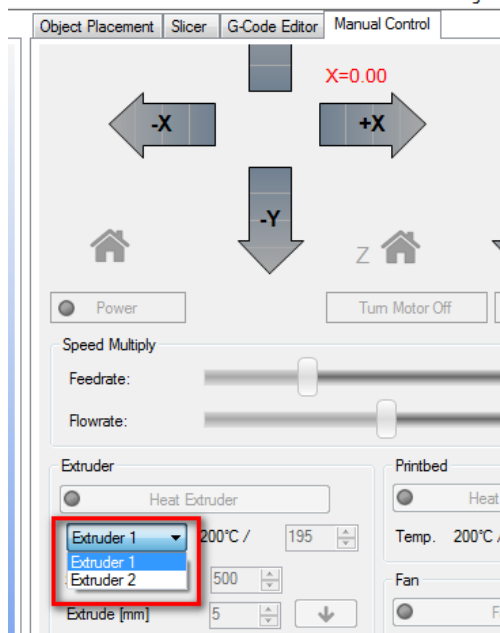 Object Placement Slicer G-Code Editor Manual Control
X=0.00
-X +X
-Y
Z
Power Turn Motor Off
Speed Multiply
Feedrate:
Flowrate:
Extruder Printbed
Heat Extruder Heat
Extruder 1 200°C / 195 Temp. 200°C /
Extruder 1
Extruder 2 500 Fan
Extrude [mm] 5